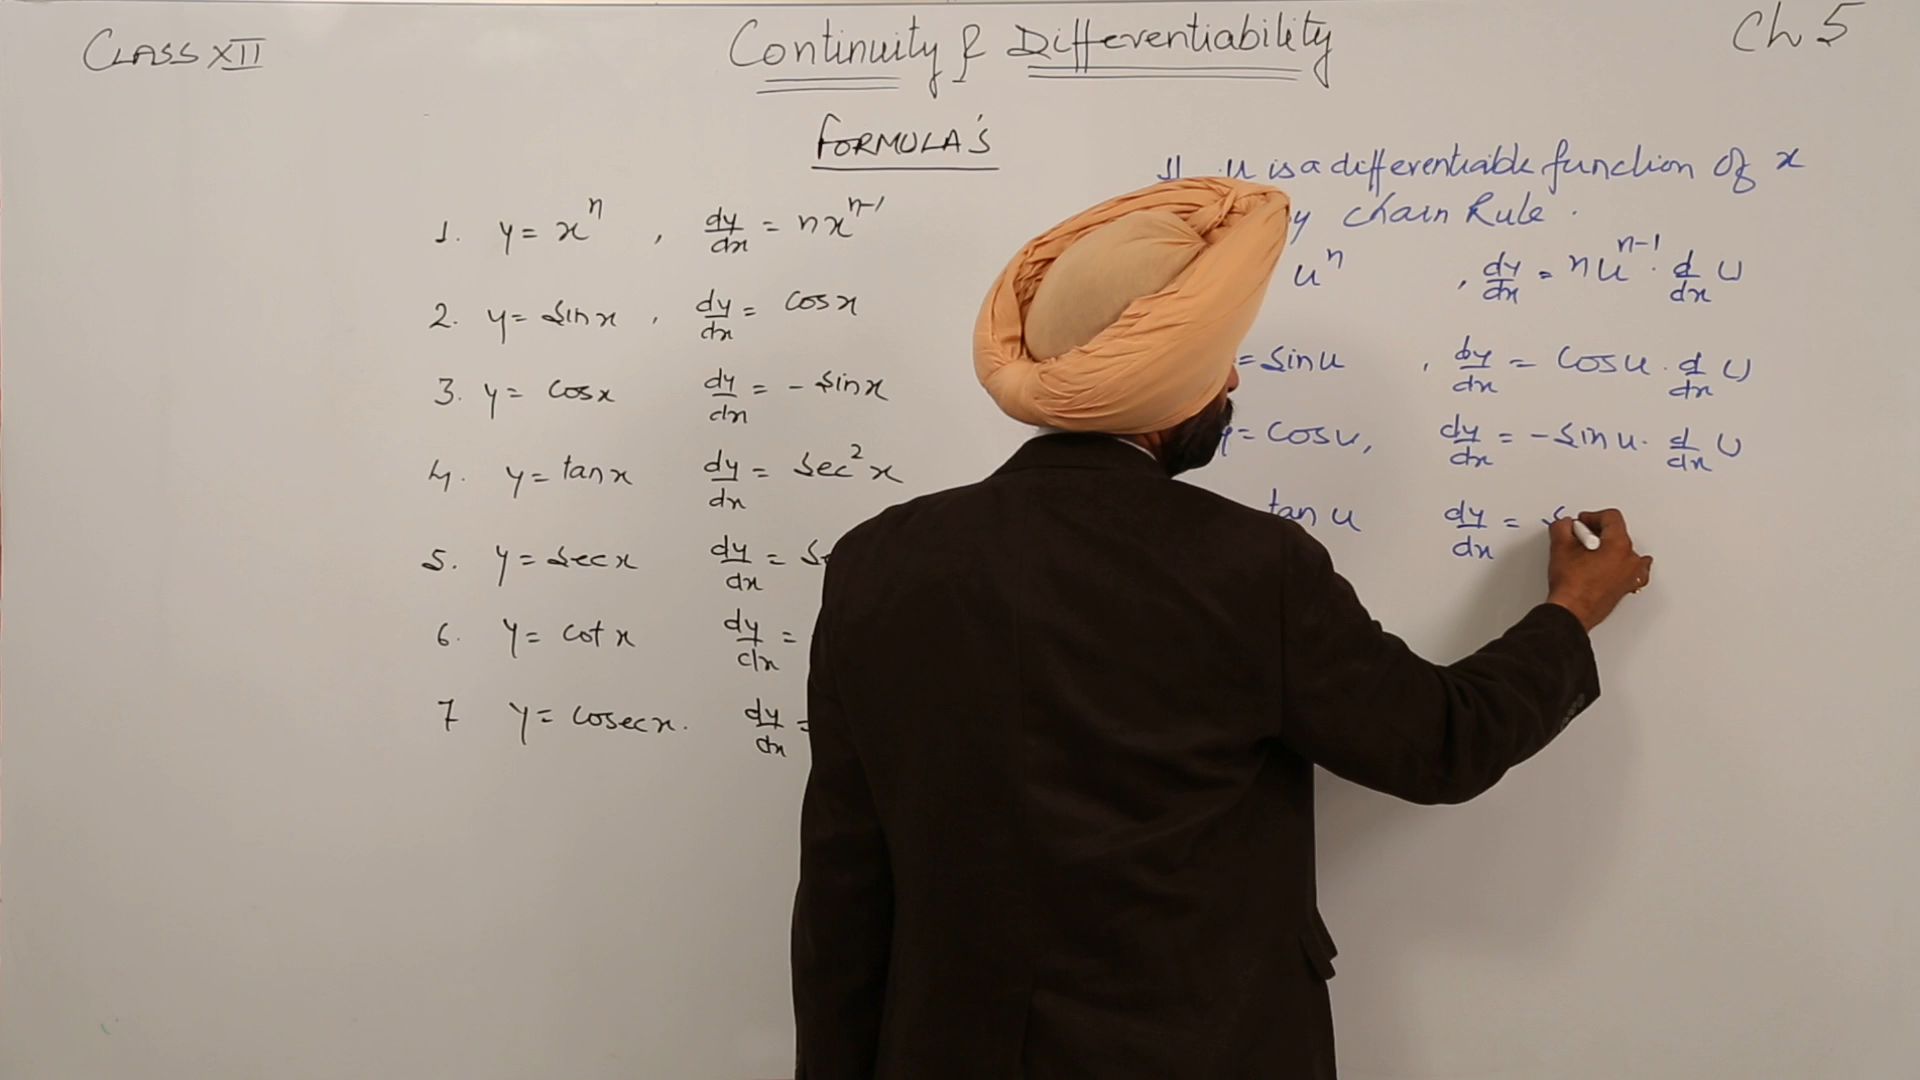 CLASS XII
Continuity & Differentiability
Ch 5
FORMULA'S
1. y = x^n , dy/dx = nx^(n-1)
2. y = sin x , dy/dx = cos x
3. y = cos x dy/dx = - sin x
4. y = tan x dy/dx = sec^2 x
5. y = sec x dy/dx =
6. y = cot x dy/dx =
7 y = cosec x. dy/dx =
If u is a differentiable function of x
by chain Rule .
u^n , dy/dx = nu^(n-1) . d/dx U
= sin u , dy/dx = cos u . d/dx U
y = cos u, dy/dx = - sin u . d/dx U
tan u dy/dx = s